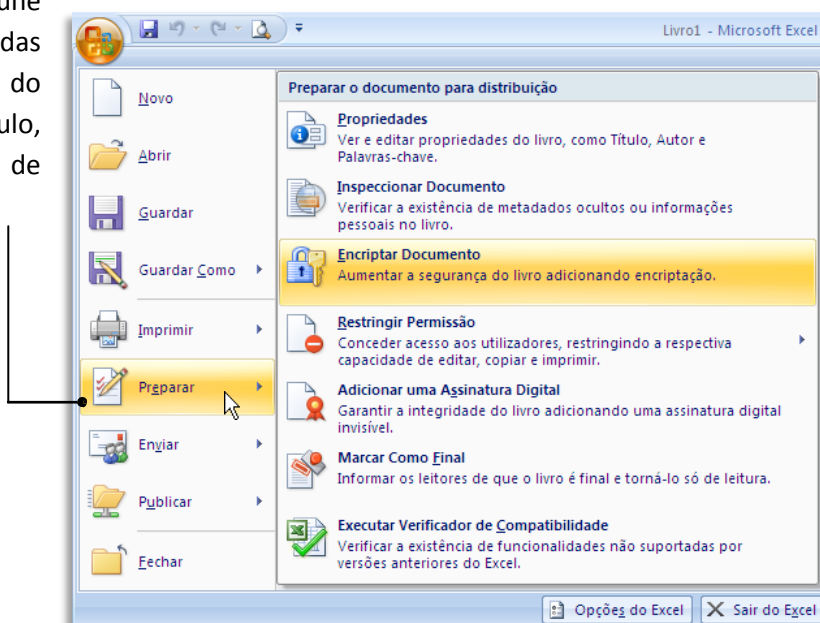 das
do
de
Livro1 - Microsoft Excel
Novo
Abrir
Guardar
Guardar Como
Imprimir
Preparar
Enviar
Publicar
Fechar
Preparar o documento para distribuição
Propriedades
Ver e editar propriedades do livro, como Título, Autor e
Palavras-chave.
Inspeccionar Documento
Verificar a existência de metadados ocultos ou informações
pessoais no livro.
Encriptar Documento
Aumentar a segurança do livro adicionando encriptação.
Restringir Permissão
Conceder acesso aos utilizadores, restringindo a respectiva
capacidade de editar, copiar e imprimir.
Adicionar uma Assinatura Digital
Garantir a integridade do livro adicionando uma assinatura digital
invisível.
Marcar Como Final
Informar os leitores de que o livro é final e torná-lo só de leitura.
Executar Verificador de Compatibilidade
Verificar a existência de funcionalidades não suportadas por
versões anteriores do Excel.
Opções do Excel
Sair do Excel